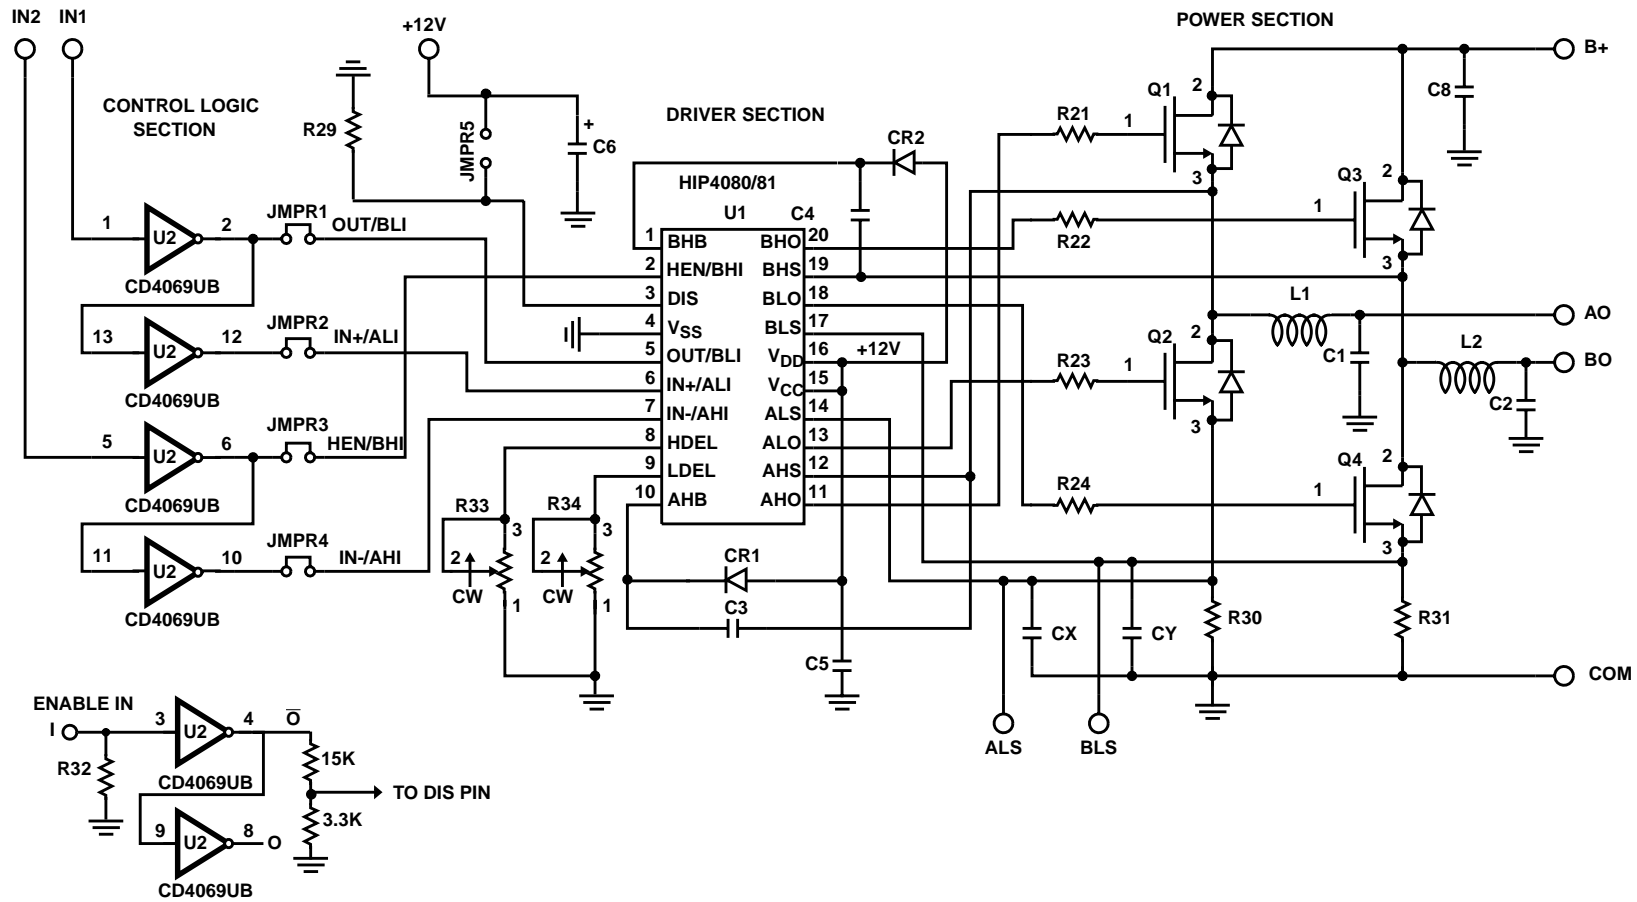 IN2 IN1
+12V
POWER SECTION
B+
CONTROL LOGIC
SECTION
R29
JMPR5
+
C6
DRIVER SECTION
CR2
HIP4080/81
U1
C4
R21
1
Q1
2
3
C8
R22
1
Q3
2
3
1
U2
2
CD4069UB
JMPR1
OUT/BLI
13
U2
12
CD4069UB
JMPR2
IN+/ALI
5
U2
6
CD4069UB
JMPR3
HEN/BHI
11
U2
10
CD4069UB
JMPR4
IN-/AHI
1 BHB BHO 20
2 HEN/BHI BHS 19
3 DIS BLO 18
4 VSS BLS 17
5 OUT/BLI VDD 16 +12V
6 IN+/ALI VCC 15
7 IN-/AHI ALS 14
8 HDEL ALO 13
9 LDEL AHS 12
10 AHB AHO 11
L1
AO
C1
L2
BO
C2
R23
1
Q2
2
3
R24
1
Q4
2
3
R33
3
2
CW
1
R34
3
2
CW
1
CR1
C3
C5
CX
CY
R30
R31
COM
ALS
BLS
ENABLE IN
I
R32
3
U2
4
O
CD4069UB
15K
TO DIS PIN
3.3K
9
U2
8
O
CD4069UB